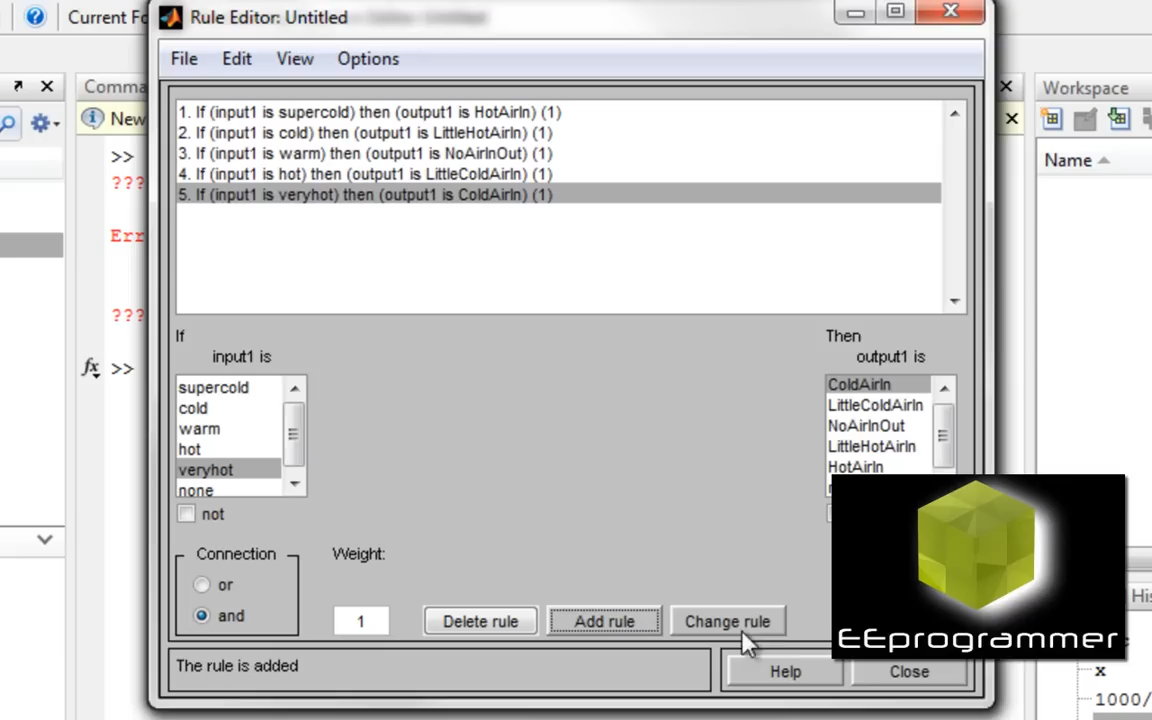 Current Fo
Rule Editor: Untitled
File Edit View Options
Comma
Workspace
New
Name
1. If (input1 is supercold) then (output1 is HotAirIn) (1)
2. If (input1 is cold) then (output1 is LittleHotAirIn) (1)
3. If (input1 is warm) then (output1 is NoAirInOut) (1)
4. If (input1 is hot) then (output1 is LittleColdAirIn) (1)
5. If (input1 is veryhot) then (output1 is ColdAirIn) (1)
>>
???
Err
???
fx >>
If
input1 is
Then
output1 is
supercold
cold
warm
hot
veryhot
none
ColdAirIn
LittleColdAirIn
NoAirInOut
LittleHotAirIn
HotAirIn
not
Connection
or
and
Weight:
1
Delete rule
Add rule
Change rule
The rule is added
Help
Close
EEprogrammer
His
x
1000/